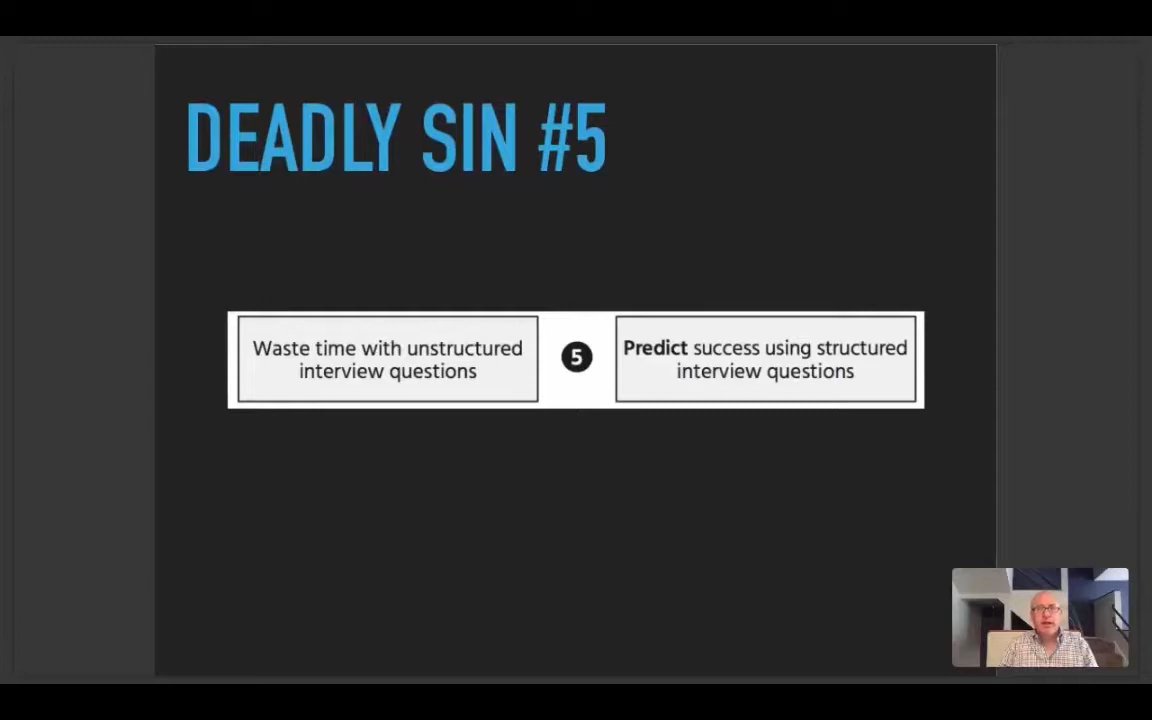 DEADLY SIN #5
Waste time with unstructured
interview questions
5
Predict success using structured
interview questions